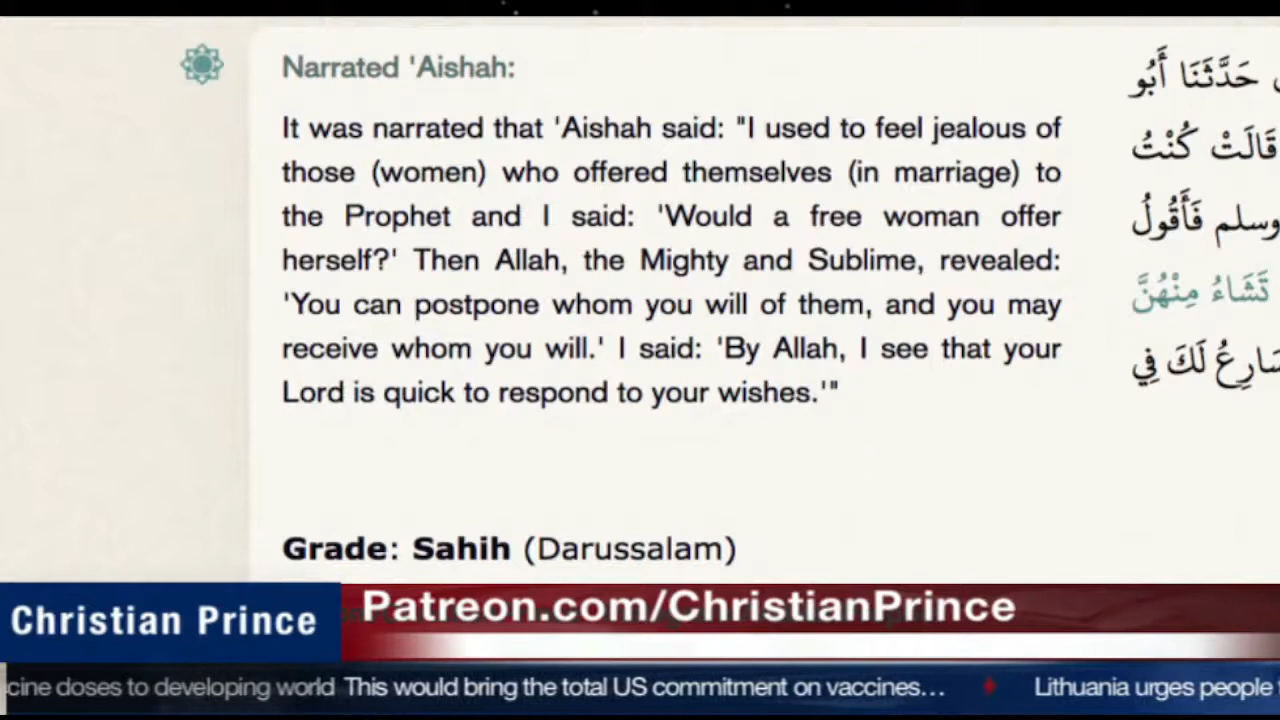 Narrated 'Aishah:
It was narrated that 'Aishah said: "I used to feel jealous of
those (women) who offered themselves (in marriage) to
the Prophet and I said: 'Would a free woman offer
herself?' Then Allah, the Mighty and Sublime, revealed:
'You can postpone whom you will of them, and you may
receive whom you will.' I said: 'By Allah, I see that your
Lord is quick to respond to your wishes.'"
حَدَّثَنَا أَبُو
قَالَتْ كُنْتُ
وسلم فَأَقُولُ
تَشَاءُ مِنْهُنَّ
لَكَ فِي
Grade: Sahih (Darussalam)
Christian Prince
Patreon.com/ChristianPrince
doses to developing world This would bring the total US commitment on vaccines... Lithuania urges people